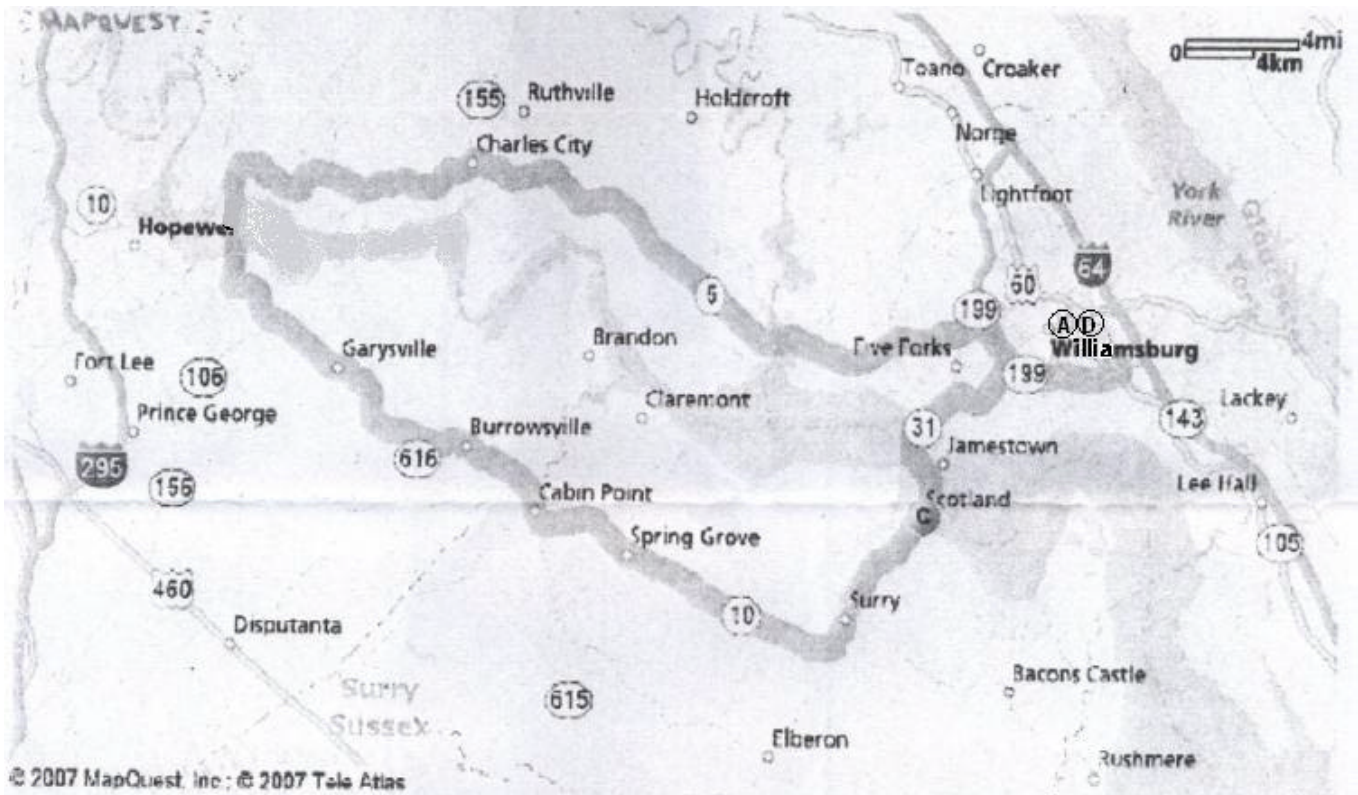 MAPQUEST
0 4mi
4km
Toano Croaker
155 Ruthville
Holdcroft
Norge
Charles City
Lightfoot
York
River
10
Hopewe
64
5
60
199
A D
Williamsburg
Brandon
Five Forks
Garysville
Fort Lee
106
199
Claremont
Lackey
Prince George
143
31
Burrowsville
Jamestown
616
295
156
Cabin Point
Scotland
Lee Hall
C
Spring Grove
105
460
10
Surry
Disputanta
Bacons Castle
Surry
Sussex
615
Elberon
Rushmere
© 2007 MapQuest, Inc.; © 2007 Tele Atlas